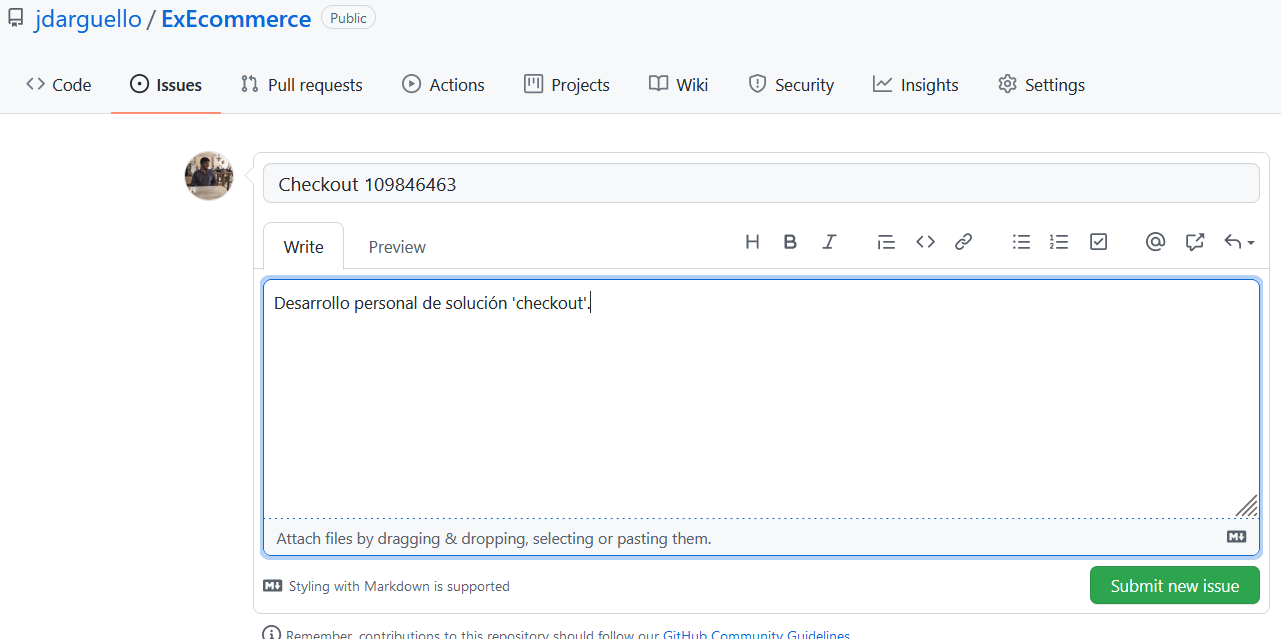 jdarguello / ExEcommerce Public
Code Issues Pull requests Actions Projects Wiki Security Insights Settings
Checkout 109846463
Write Preview H B I
Desarrollo personal de solución 'checkout'.
Attach files by dragging & dropping, selecting or pasting them.
Styling with Markdown is supported Submit new issue
Remember, contributions to this repository should follow our GitHub Community Guidelines.